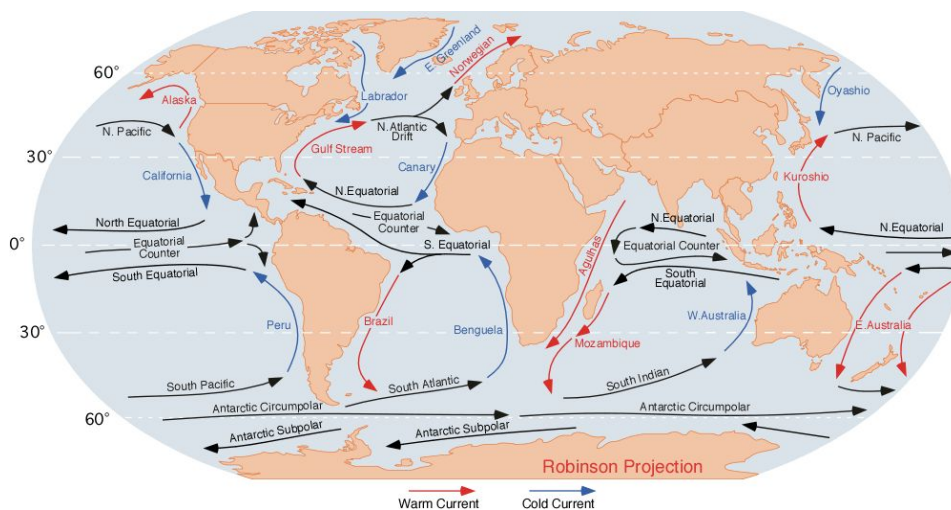 60°
30°
0°
30°
60°
E. Greenland
Norwegian
Labrador
Alaska
Oyashio
N. Pacific
N. Atlantic
Drift
N. Pacific
Gulf Stream
California
Canary
Kuroshio
N.Equatorial
North Equatorial
Equatorial
Counter
N.Equatorial
N.Equatorial
Equatorial
Counter
S. Equatorial
Equatorial Counter
South Equatorial
Agulhas
South
Equatorial
Peru
Brazil
Benguela
Mozambique
W.Australia
E.Australia
South Pacific
South Atlantic
South Indian
Antarctic Circumpolar
Antarctic Circumpolar
Antarctic Subpolar
Antarctic Subpolar
Robinson Projection
Warm Current
Cold Current